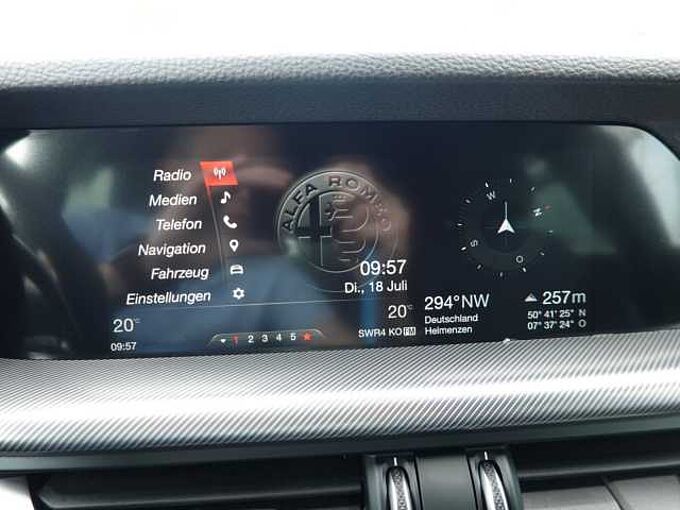 Radio
Medien
Telefon
Navigation
Fahrzeug
Einstellungen
ALFA ROMEO
09:57
Di., 18 Juli
20°C
09:57
1 2 3 4 5
20°C
SWR4 KO FM
W N S O
294°NW
Deutschland
Helmenzen
257m
50° 41' 25" N
07° 37' 24" O